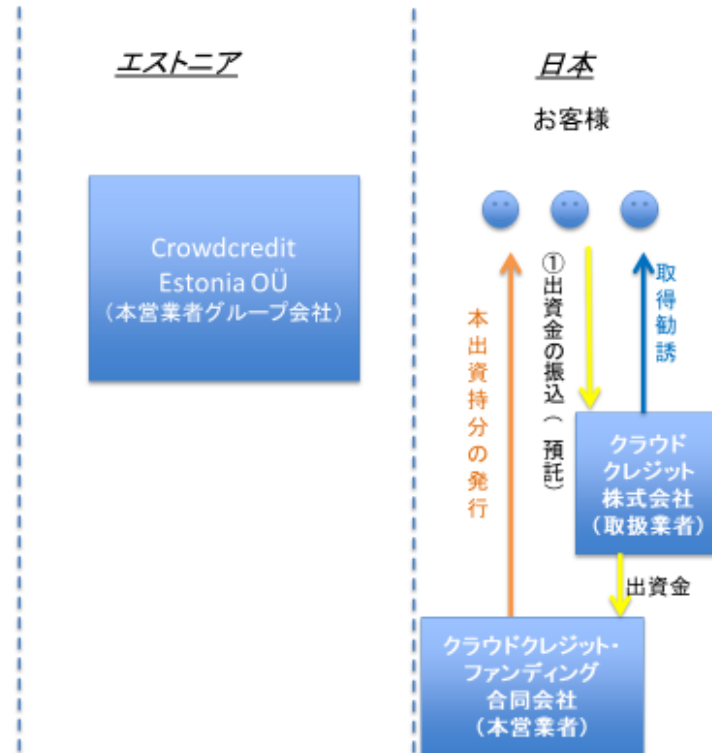 エストニア
日本
お客様
Crowdcredit
Estonia OÜ
（本営業者グループ会社）
本出資持分の発行
①出資金の振込（ 預託）
取得勧誘
クラウド
クレジット
株式会社
（取扱業者）
出資金
クラウドクレジット・
ファンディング
合同会社
（本営業者）